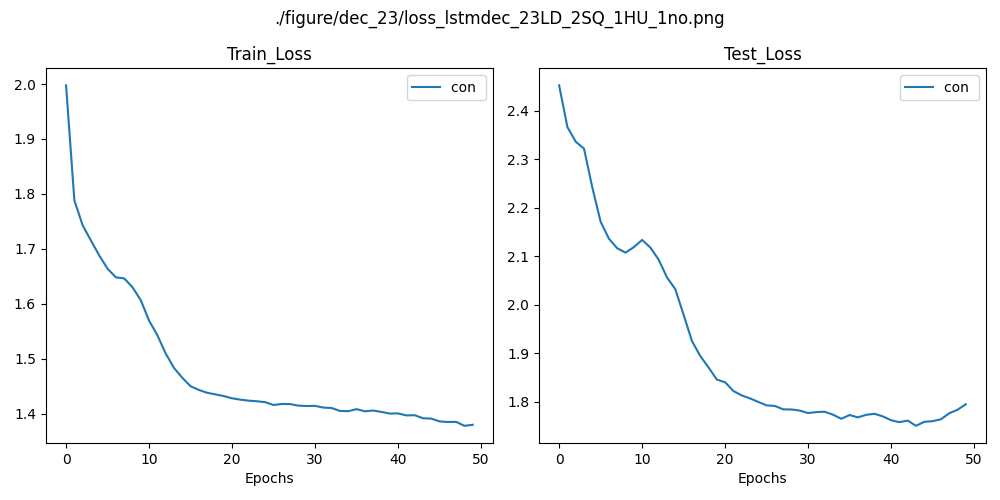 ./figure/dec_23/loss_lstmdec_23LD_2SQ_1HU_1no.png
Train_Loss
con
2.0
1.9
1.8
1.7
1.6
1.5
1.4
0 10 20 30 40 50
Epochs
Test_Loss
con
2.4
2.3
2.2
2.1
2.0
1.9
1.8
0 10 20 30 40 50
Epochs